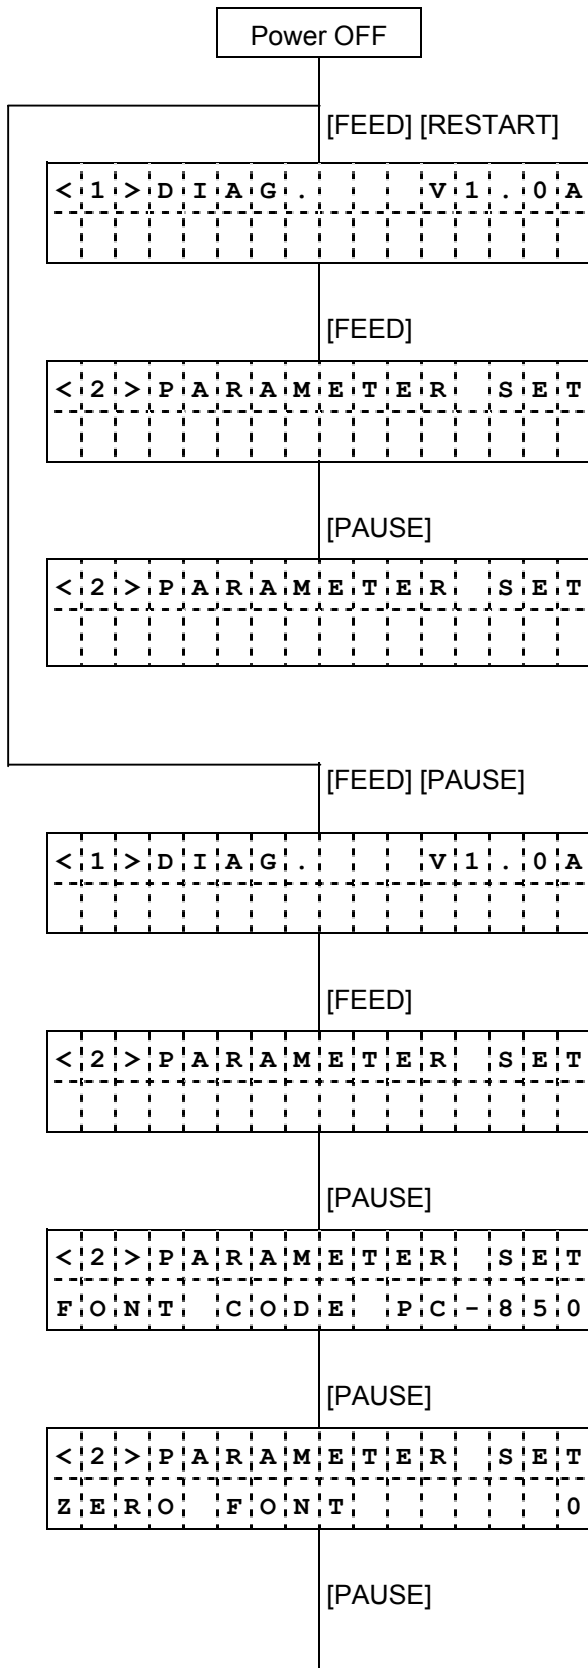 Power OFF
[FEED] [RESTART]
<1>DIAG.   V1.0A
[FEED]
<2>PARAMETER SET
[PAUSE]
<2>PARAMETER SET
[FEED] [PAUSE]
<1>DIAG.   V1.0A
[FEED]
<2>PARAMETER SET
[PAUSE]
<2>PARAMETER SET
FONT CODE PC-850
[PAUSE]
<2>PARAMETER SET
ZERO FONT      0
[PAUSE]